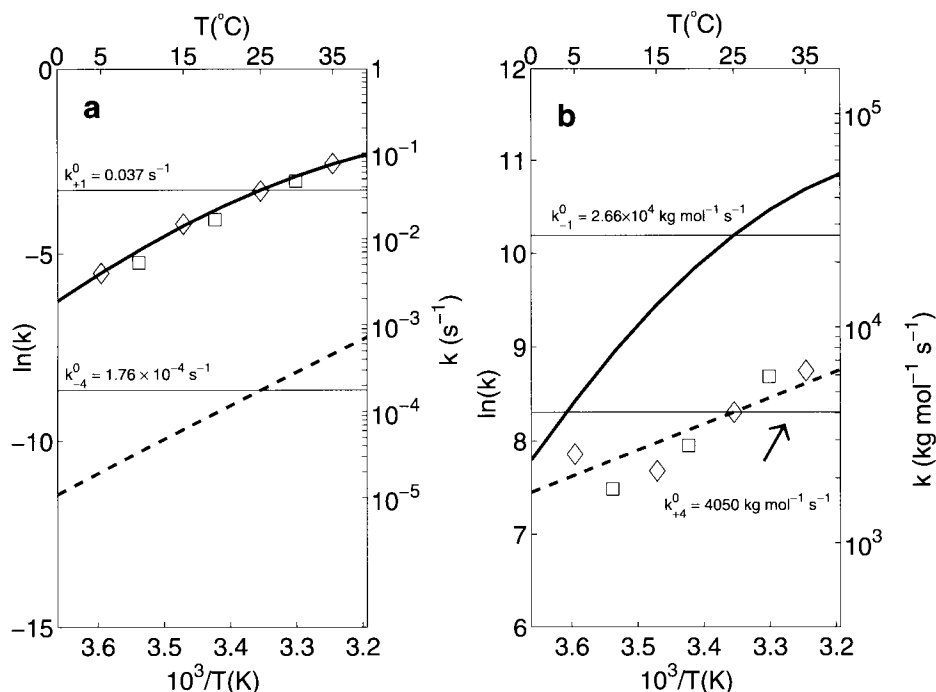 T(°C)
0 5 15 25 35
0
−5
−10
−15
ln(k)
a
k⁰₊₁ = 0.037 s⁻¹
k⁰₋₄ = 1.76 × 10⁻⁴ s⁻¹
1
10⁻¹
10⁻²
10⁻³
10⁻⁴
10⁻⁵
k (s⁻¹)
3.6 3.5 3.4 3.3 3.2
10³/T(K)
T(°C)
0 5 15 25 35
12
11
10
9
8
7
6
ln(k)
b
k⁰₋₁ = 2.66×10⁴ kg mol⁻¹ s⁻¹
k⁰₊₄ = 4050 kg mol⁻¹ s⁻¹
10⁵
10⁴
10³
k (kg mol⁻¹ s⁻¹)
3.6 3.5 3.4 3.3 3.2
10³/T(K)